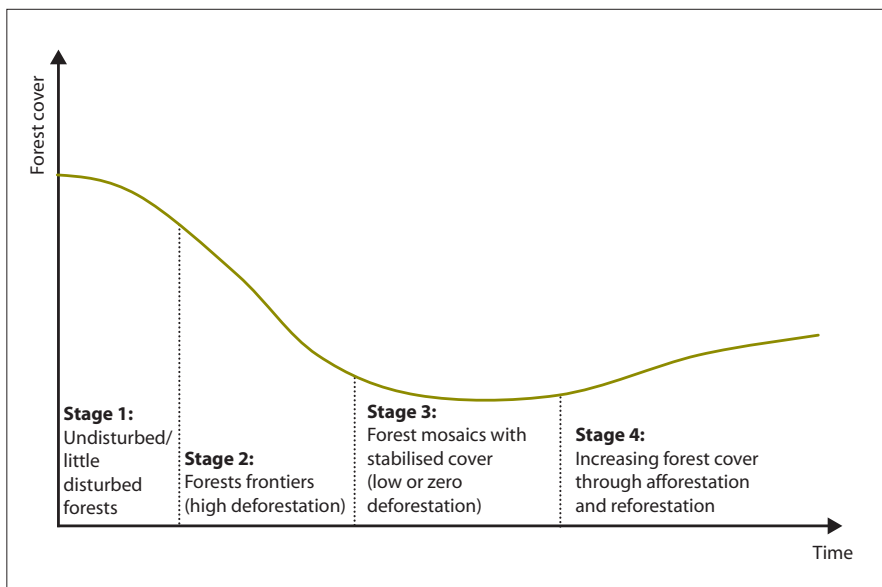 Forest cover
Stage 1:
Undisturbed/
little
disturbed
forests
Stage 2:
Forests frontiers
(high deforestation)
Stage 3:
Forest mosaics with
stabilised cover
(low or zero
deforestation)
Stage 4:
Increasing forest cover
through afforestation
and reforestation
Time